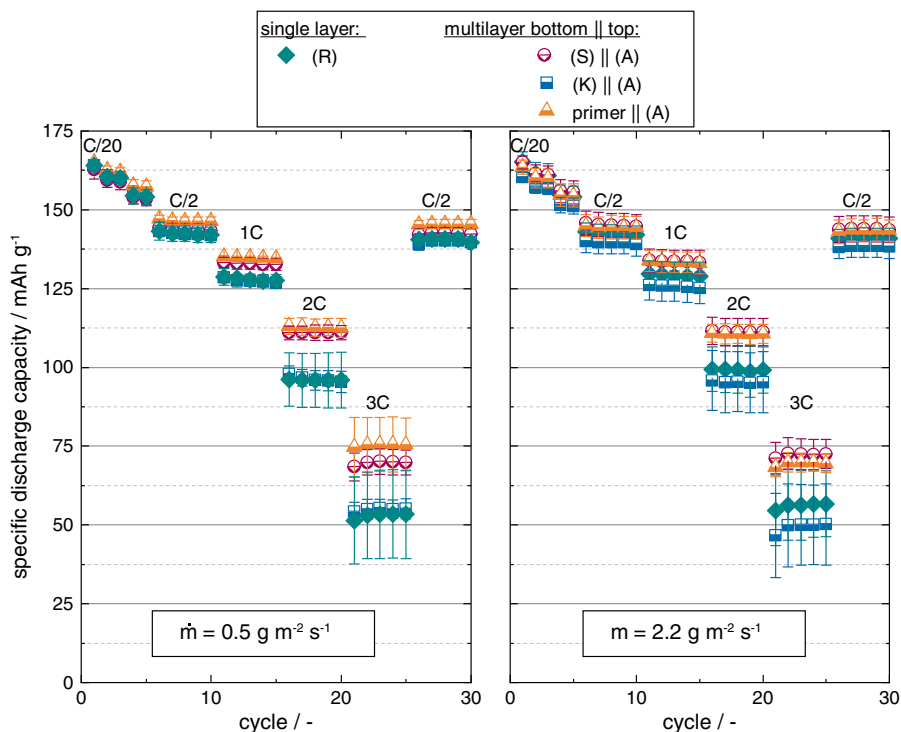 single layer:
multilayer bottom || top:
(R)
(S) || (A)
(K) || (A)
primer || (A)
specific discharge capacity / mAh g⁻¹
175
150
125
100
75
50
25
0
C/20
C/2
1C
2C
3C
C/2
ṁ = 0.5 g m⁻² s⁻¹
0 10 20 30
cycle / -
C/20
C/2
1C
2C
3C
C/2
m = 2.2 g m⁻² s⁻¹
0 10 20 30
cycle / -